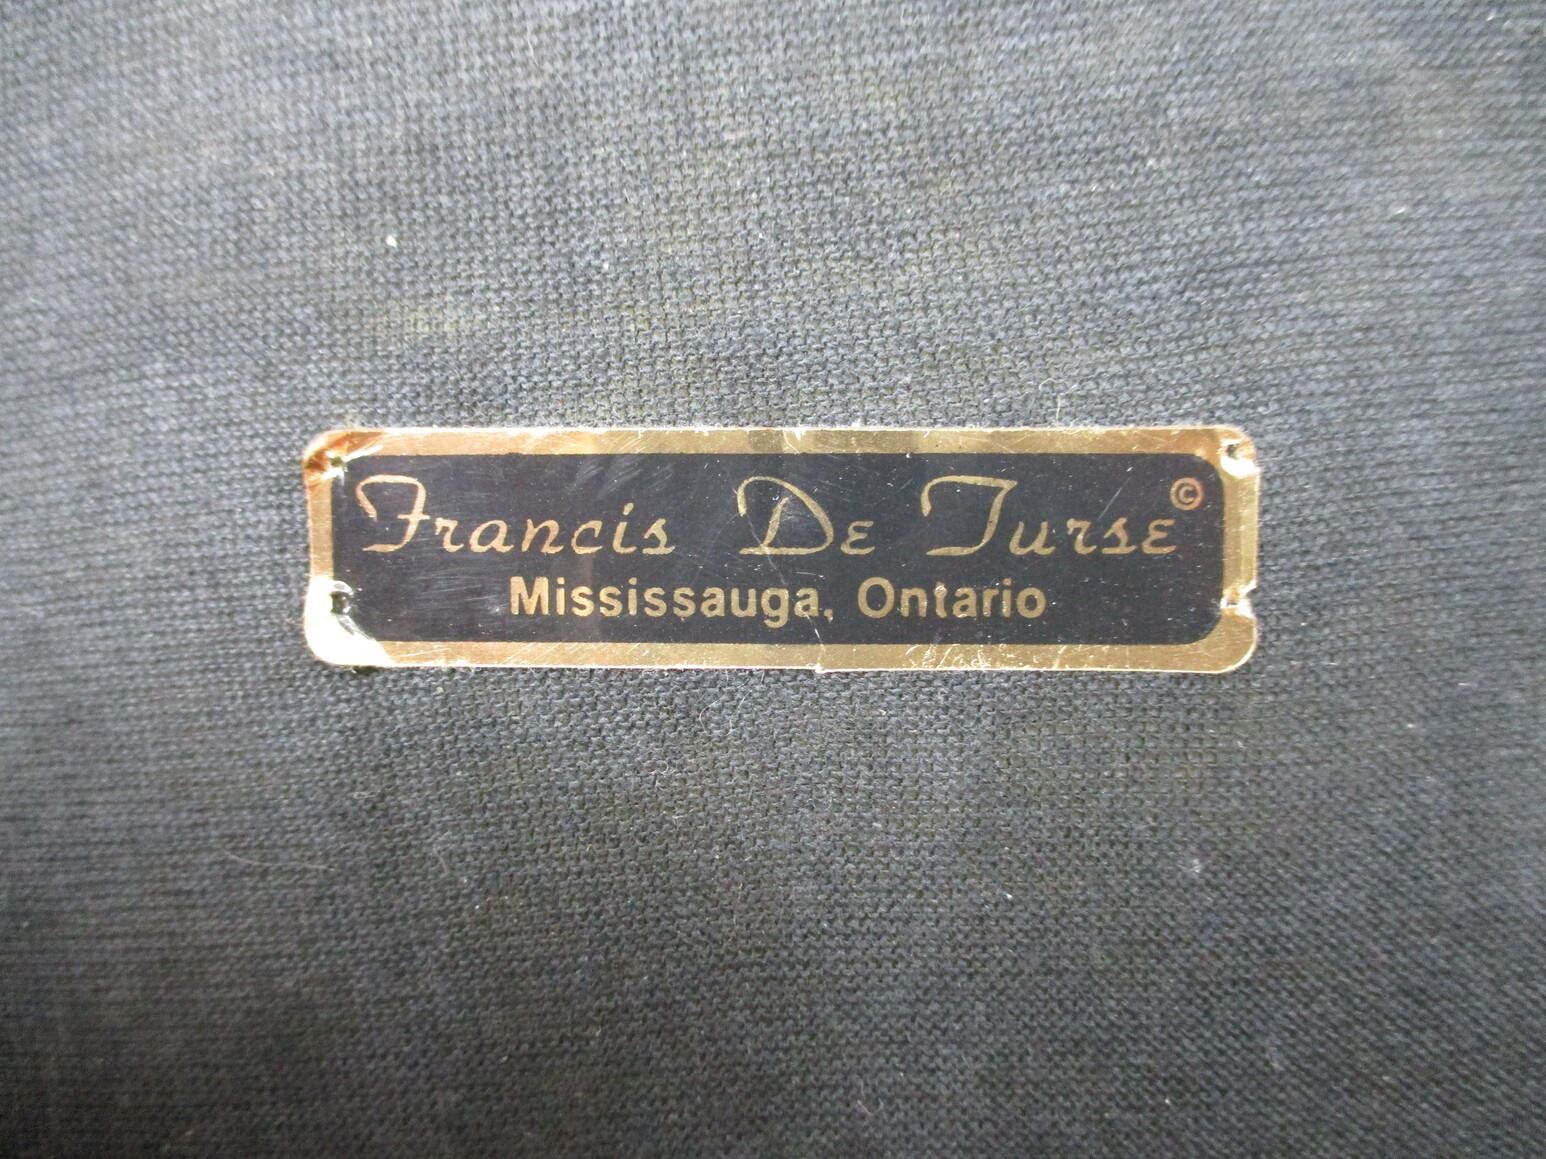 Francis De Turse ©
Mississauga, Ontario